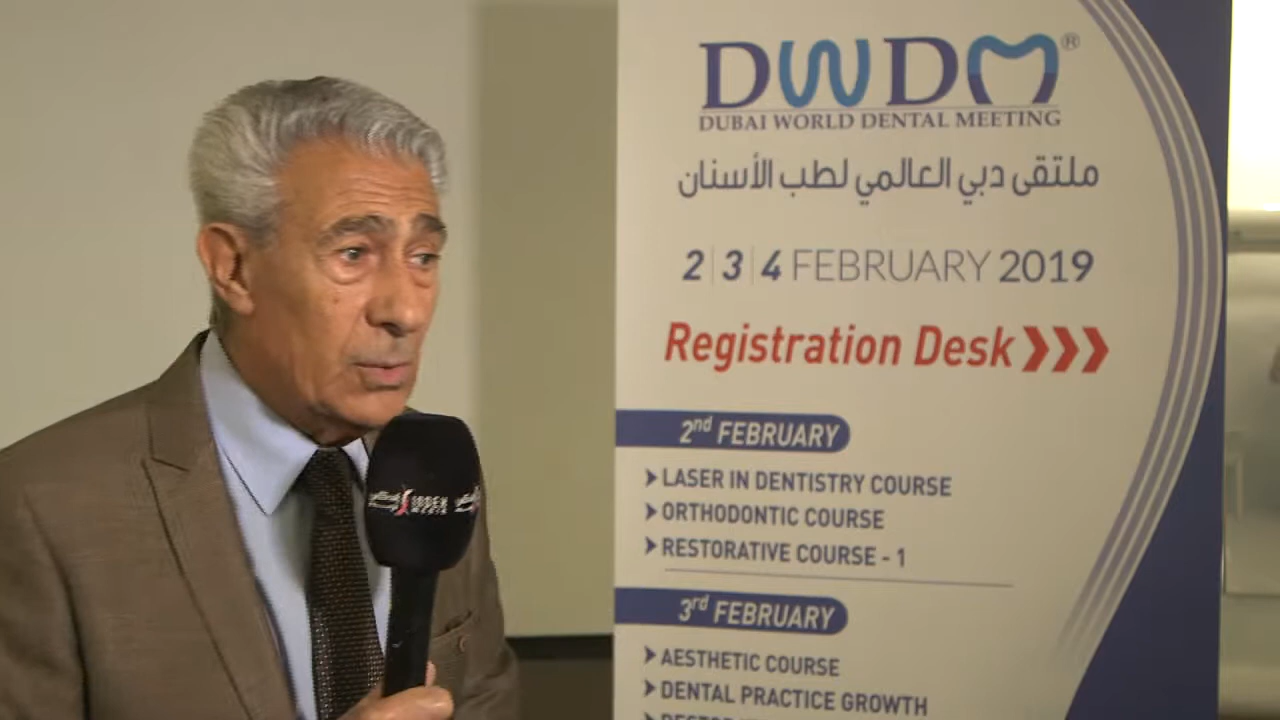 DWDM®
DUBAI WORLD DENTAL MEETING
ملتقى دبي العالمي لطب الأسنان
2 | 3 | 4 FEBRUARY 2019
Registration Desk
2nd FEBRUARY
LASER IN DENTISTRY COURSE
ORTHODONTIC COURSE
RESTORATIVE COURSE - 1
3rd FEBRUARY
AESTHETIC COURSE
DENTAL PRACTICE GROWTH
MEDIA